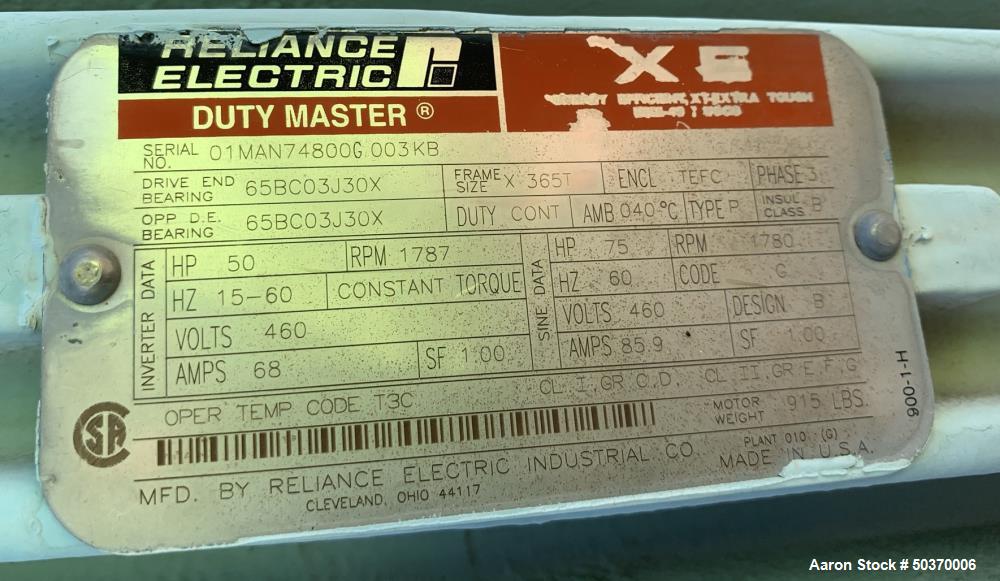 RELIANCE
ELECTRIC
DUTY MASTER ®
X 5
SERIAL NO. 01MAN74800G 003KB
DRIVE END BEARING 65BC03J30X FRAME SIZE X 365T ENCL TEFC PHASE 3
OPP D.E. BEARING 65BC03J30X DUTY CONT AMB 040°C TYPE P INSUL CLASS B
INVERTER DATA
HP 50 RPM 1787
HZ 15-60 CONSTANT TORQUE
VOLTS 460
AMPS 68 SF 1.00
SINE DATA
HP 75 RPM 1780
HZ 60 CODE G
VOLTS 460 DESIGN B
AMPS 85.9 SF 1.00
OPER TEMP CODE T3C CL I,GR C,D, CL II,GR E,F,G
MOTOR WEIGHT 915 LBS.
MFD. BY RELIANCE ELECTRIC INDUSTRIAL CO
CLEVELAND, OHIO 44117
PLANT 010 (G)
MADE IN U.S.A.
900-1-H
CSA
Aaron Stock # 50370006